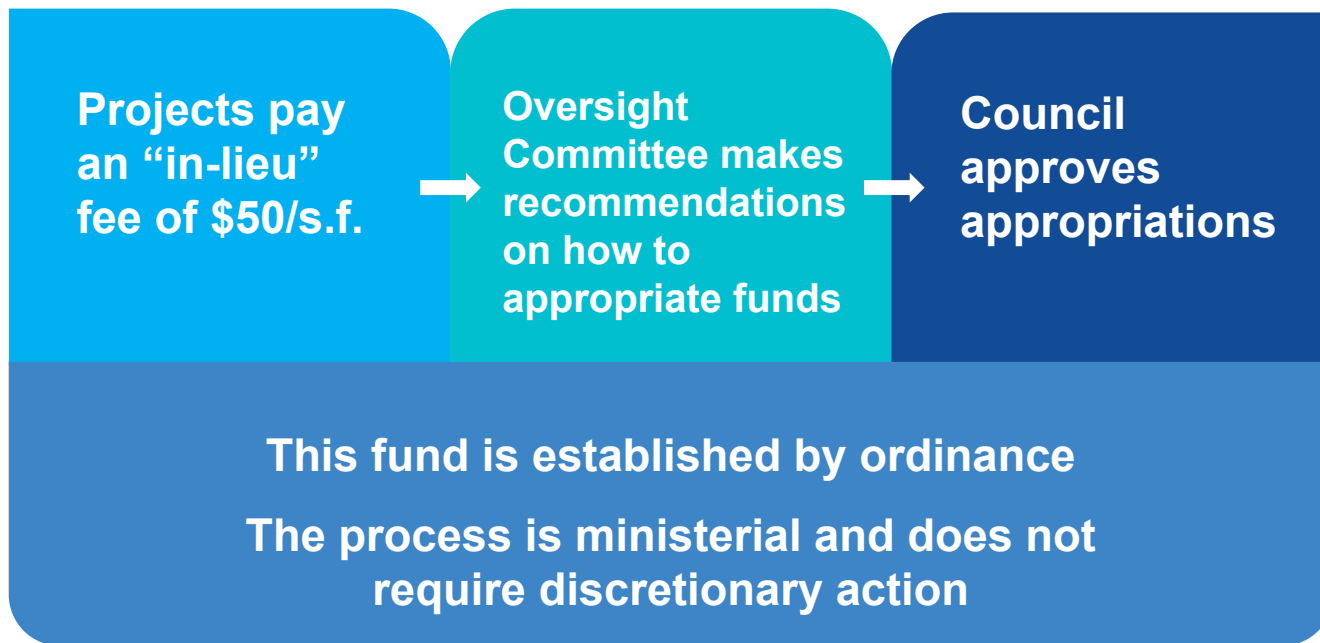 Projects pay
an “in-lieu”
fee of $50/s.f.
Oversight
Committee makes
recommendations
on how to
appropriate funds
Council
approves
appropriations
This fund is established by ordinance
The process is ministerial and does not
require discretionary action